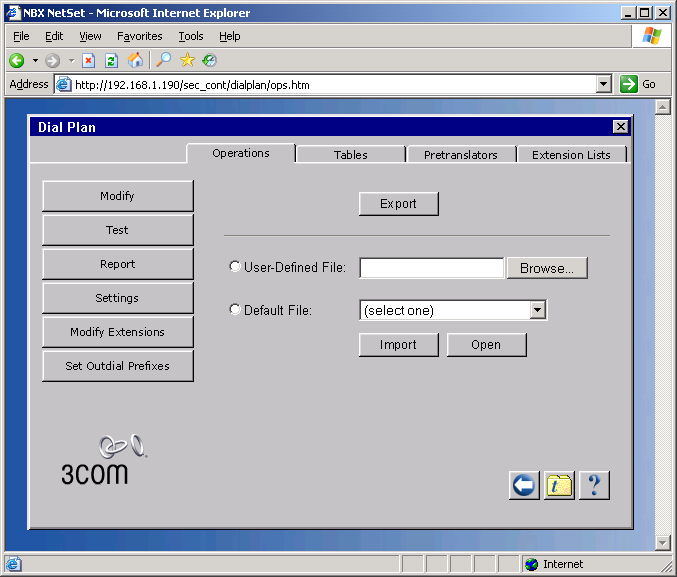 NBX NetSet - Microsoft Internet Explorer
File Edit View Favorites Tools Help
Address http://192.168.1.190/sec_cont/dialplan/ops.htm Go
Dial Plan
Operations Tables Pretranslators Extension Lists
Modify
Test
Report
Settings
Modify Extensions
Set Outdial Prefixes
Export
User-Defined File: Browse...
Default File: (select one)
Import Open
3COM
Internet